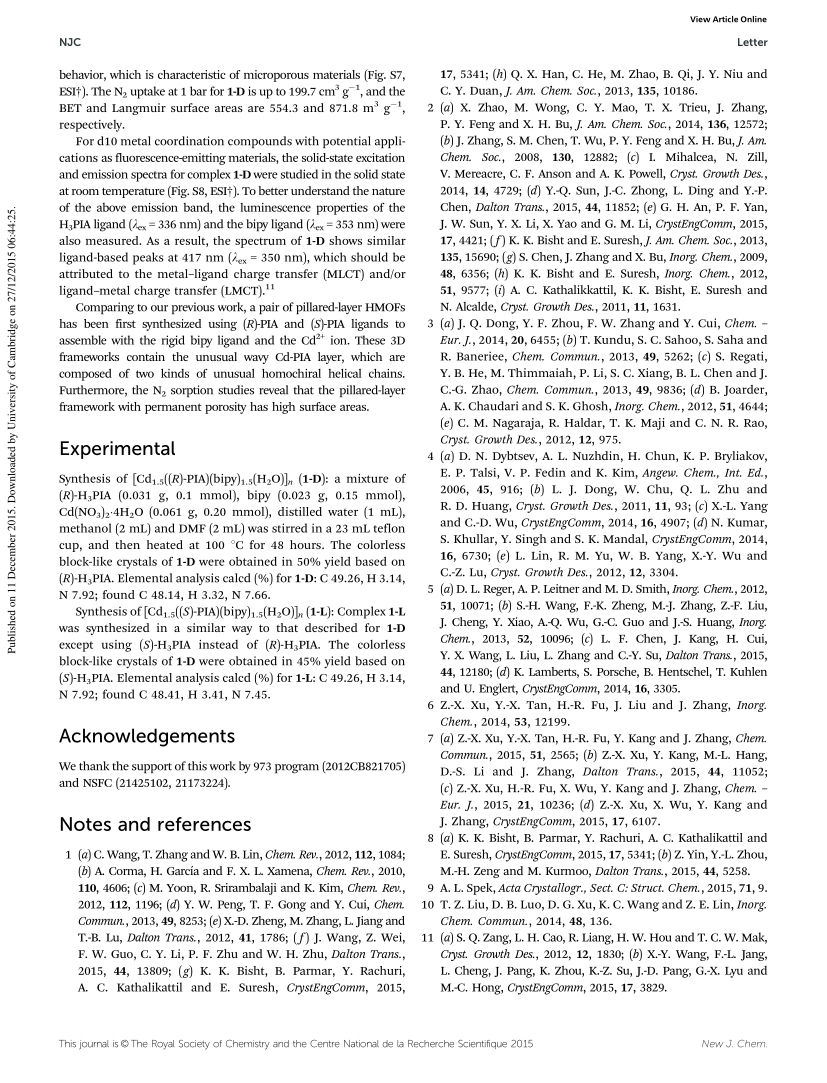 View Article Online
NJC
Letter
Published on 11 December 2015. Downloaded by University of Cambridge on 27/12/2015 06:44:25.
behavior, which is characteristic of microporous materials (Fig. S7,
ESI†). The N₂ uptake at 1 bar for 1-D is up to 199.7 cm³ g⁻¹, and the
BET and Langmuir surface areas are 554.3 and 871.8 m³ g⁻¹,
respectively.
For d10 metal coordination compounds with potential appli-
cations as fluorescence-emitting materials, the solid-state excitation
and emission spectra for complex 1-D were studied in the solid state
at room temperature (Fig. S8, ESI†). To better understand the nature
of the above emission band, the luminescence properties of the
H₃PIA ligand (λex = 336 nm) and the bipy ligand (λex = 353 nm) were
also measured. As a result, the spectrum of 1-D shows similar
ligand-based peaks at 417 nm (λex = 350 nm), which should be
attributed to the metal–ligand charge transfer (MLCT) and/or
ligand–metal charge transfer (LMCT).¹¹
Comparing to our previous work, a pair of pillared-layer HMOFs
has been first synthesized using (R)-PIA and (S)-PIA ligands to
assemble with the rigid bipy ligand and the Cd²⁺ ion. These 3D
frameworks contain the unusual wavy Cd-PIA layer, which are
composed of two kinds of unusual homochiral helical chains.
Furthermore, the N₂ sorption studies reveal that the pillared-layer
framework with permanent porosity has high surface areas.
Experimental
Synthesis of [Cd₁.₅((R)-PIA)(bipy)₁.₅(H₂O)]ₙ (1-D): a mixture of
(R)-H₃PIA (0.031 g, 0.1 mmol), bipy (0.023 g, 0.15 mmol),
Cd(NO₃)₂·4H₂O (0.061 g, 0.20 mmol), distilled water (1 mL),
methanol (2 mL) and DMF (2 mL) was stirred in a 23 mL teflon
cup, and then heated at 100 °C for 48 hours. The colorless
block-like crystals of 1-D were obtained in 50% yield based on
(R)-H₃PIA. Elemental analysis calcd (%) for 1-D: C 49.26, H 3.14,
N 7.92; found C 48.14, H 3.32, N 7.66.
Synthesis of [Cd₁.₅((S)-PIA)(bipy)₁.₅(H₂O)]ₙ (1-L): Complex 1-L
was synthesized in a similar way to that described for 1-D
except using (S)-H₃PIA instead of (R)-H₃PIA. The colorless
block-like crystals of 1-D were obtained in 45% yield based on
(S)-H₃PIA. Elemental analysis calcd (%) for 1-L: C 49.26, H 3.14,
N 7.92; found C 48.41, H 3.41, N 7.45.
Acknowledgements
We thank the support of this work by 973 program (2012CB821705)
and NSFC (21425102, 21173224).
Notes and references
1 (a) C. Wang, T. Zhang and W. B. Lin, Chem. Rev., 2012, 112, 1084;
(b) A. Corma, H. García and F. X. L. Xamena, Chem. Rev., 2010,
110, 4606; (c) M. Yoon, R. Srirambalaji and K. Kim, Chem. Rev.,
2012, 112, 1196; (d) Y. W. Peng, T. F. Gong and Y. Cui, Chem.
Commun., 2013, 49, 8253; (e) X.-D. Zheng, M. Zhang, L. Jiang and
T.-B. Lu, Dalton Trans., 2012, 41, 1786; (f) J. Wang, Z. Wei,
F. W. Guo, C. Y. Li, P. F. Zhu and W. H. Zhu, Dalton Trans.,
2015, 44, 13809; (g) K. K. Bisht, B. Parmar, Y. Rachuri,
A. C. Kathalikattil and E. Suresh, CrystEngComm, 2015,
17, 5341; (h) Q. X. Han, C. He, M. Zhao, B. Qi, J. Y. Niu and
C. Y. Duan, J. Am. Chem. Soc., 2013, 135, 10186.
2 (a) X. Zhao, M. Wong, C. Y. Mao, T. X. Trieu, J. Zhang,
P. Y. Feng and X. H. Bu, J. Am. Chem. Soc., 2014, 136, 12572;
(b) J. Zhang, S. M. Chen, T. Wu, P. Y. Feng and X. H. Bu, J. Am.
Chem. Soc., 2008, 130, 12882; (c) I. Mihalcea, N. Zill,
V. Mereacre, C. F. Anson and A. K. Powell, Cryst. Growth Des.,
2014, 14, 4729; (d) Y.-Q. Sun, J.-C. Zhong, L. Ding and Y.-P.
Chen, Dalton Trans., 2015, 44, 11852; (e) G. H. An, P. F. Yan,
J. W. Sun, Y. X. Li, X. Yao and G. M. Li, CrystEngComm, 2015,
17, 4421; (f) K. K. Bisht and E. Suresh, J. Am. Chem. Soc., 2013,
135, 15690; (g) S. Chen, J. Zhang and X. Bu, Inorg. Chem., 2009,
48, 6356; (h) K. K. Bisht and E. Suresh, Inorg. Chem., 2012,
51, 9577; (i) A. C. Kathalikkattil, K. K. Bisht, E. Suresh and
N. Alcalde, Cryst. Growth Des., 2011, 11, 1631.
3 (a) J. Q. Dong, Y. F. Zhou, F. W. Zhang and Y. Cui, Chem. –
Eur. J., 2014, 20, 6455; (b) T. Kundu, S. C. Sahoo, S. Saha and
R. Baneriee, Chem. Commun., 2013, 49, 5262; (c) S. Regati,
Y. B. He, M. Thimmaiah, P. Li, S. C. Xiang, B. L. Chen and J.
C.-G. Zhao, Chem. Commun., 2013, 49, 9836; (d) B. Joarder,
A. K. Chaudari and S. K. Ghosh, Inorg. Chem., 2012, 51, 4644;
(e) C. M. Nagaraja, R. Haldar, T. K. Maji and C. N. R. Rao,
Cryst. Growth Des., 2012, 12, 975.
4 (a) D. N. Dybtsev, A. L. Nuzhdin, H. Chun, K. P. Bryliakov,
E. P. Talsi, V. P. Fedin and K. Kim, Angew. Chem., Int. Ed.,
2006, 45, 916; (b) L. J. Dong, W. Chu, Q. L. Zhu and
R. D. Huang, Cryst. Growth Des., 2011, 11, 93; (c) X.-L. Yang
and C.-D. Wu, CrystEngComm, 2014, 16, 4907; (d) N. Kumar,
S. Khullar, Y. Singh and S. K. Mandal, CrystEngComm, 2014,
16, 6730; (e) L. Lin, R. M. Yu, W. B. Yang, X.-Y. Wu and
C.-Z. Lu, Cryst. Growth Des., 2012, 12, 3304.
5 (a) D. L. Reger, A. P. Leitner and M. D. Smith, Inorg. Chem., 2012,
51, 10071; (b) S.-H. Wang, F.-K. Zheng, M.-J. Zhang, Z.-F. Liu,
J. Cheng, Y. Xiao, A.-Q. Wu, G.-C. Guo and J.-S. Huang, Inorg.
Chem., 2013, 52, 10096; (c) L. F. Chen, J. Kang, H. Cui,
Y. X. Wang, L. Liu, L. Zhang and C.-Y. Su, Dalton Trans., 2015,
44, 12180; (d) K. Lamberts, S. Porsche, B. Hentschel, T. Kuhlen
and U. Englert, CrystEngComm, 2014, 16, 3305.
6 Z.-X. Xu, Y.-X. Tan, H.-R. Fu, J. Liu and J. Zhang, Inorg.
Chem., 2014, 53, 12199.
7 (a) Z.-X. Xu, Y.-X. Tan, H.-R. Fu, Y. Kang and J. Zhang, Chem.
Commun., 2015, 51, 2565; (b) Z.-X. Xu, Y. Kang, M.-L. Hang,
D.-S. Li and J. Zhang, Dalton Trans., 2015, 44, 11052;
(c) Z.-X. Xu, H.-R. Fu, X. Wu, Y. Kang and J. Zhang, Chem. –
Eur. J., 2015, 21, 10236; (d) Z.-X. Xu, X. Wu, Y. Kang and
J. Zhang, CrystEngComm, 2015, 17, 6107.
8 (a) K. K. Bisht, B. Parmar, Y. Rachuri, A. C. Kathalikattil and
E. Suresh, CrystEngComm, 2015, 17, 5341; (b) Z. Yin, Y.-L. Zhou,
M.-H. Zeng and M. Kurmoo, Dalton Trans., 2015, 44, 5258.
9 A. L. Spek, Acta Crystallogr., Sect. C: Struct. Chem., 2015, 71, 9.
10 T. Z. Liu, D. B. Luo, D. G. Xu, K. C. Wang and Z. E. Lin, Inorg.
Chem. Commun., 2014, 48, 136.
11 (a) S. Q. Zang, L. H. Cao, R. Liang, H. W. Hou and T. C. W. Mak,
Cryst. Growth Des., 2012, 12, 1830; (b) X.-Y. Wang, F.-L. Jang,
L. Cheng, J. Pang, K. Zhou, K.-Z. Su, J.-D. Pang, G.-X. Lyu and
M.-C. Hong, CrystEngComm, 2015, 17, 3829.
This journal is © The Royal Society of Chemistry and the Centre National de la Recherche Scientifique 2015
New J. Chem.